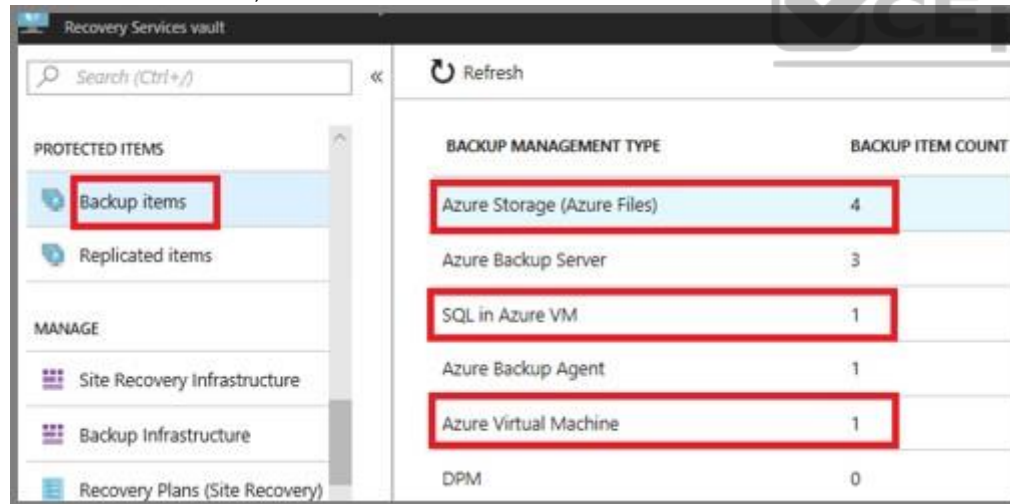 Recovery Services vault
Search (Ctrl+/)
«
Refresh
PROTECTED ITEMS
Backup items
Replicated items
MANAGE
Site Recovery Infrastructure
Backup Infrastructure
Recovery Plans (Site Recovery)
BACKUP MANAGEMENT TYPE BACKUP ITEM COUNT
Azure Storage (Azure Files) 4
Azure Backup Server 3
SQL in Azure VM 1
Azure Backup Agent 1
Azure Virtual Machine 1
DPM 0